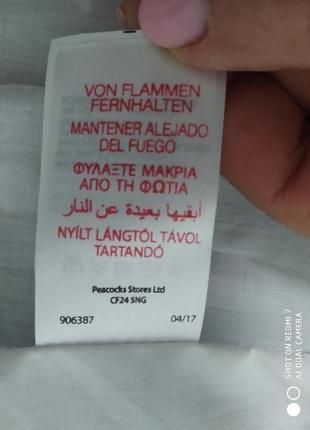 VON FLAMMEN
FERNHALTEN
MANTENER ALEJADO
DEL FUEGO
ΦΥΛΑΞΤΕ ΜΑΚΡΙΑ
ΑΠΟ ΤΗ ΦΩΤΙΑ
أبقيها بعيدة عن النار
NYÍLT LÁNGTÓL TÁVOL
TARTANDÓ
Peacocks Stores Ltd
CF24 5NG
906387 04/17
SHOT ON REDMI 7
AI DUAL CAMERA